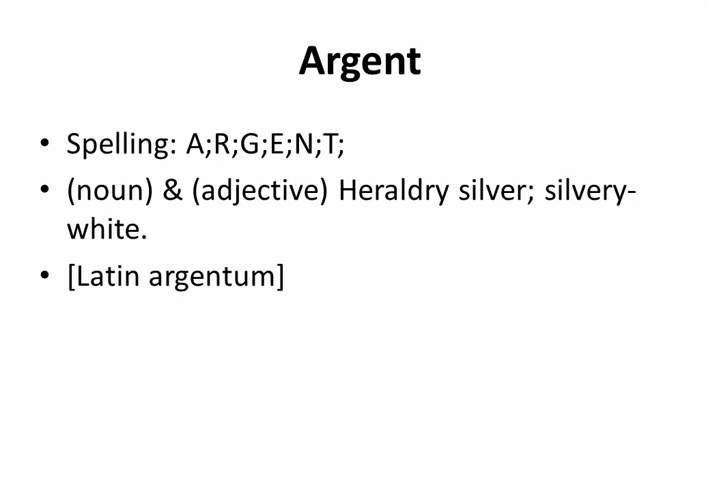 Argent
• Spelling: A;R;G;E;N;T;
• (noun) & (adjective) Heraldry silver; silvery-
white.
• [Latin argentum]